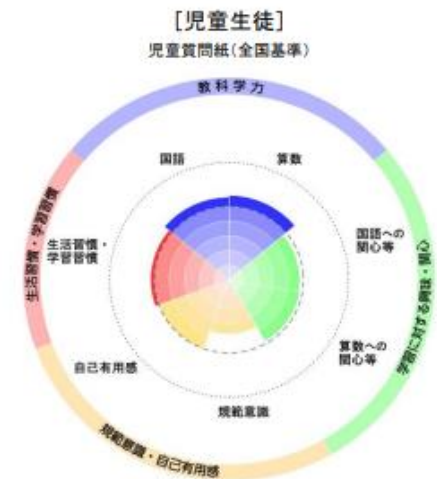 [児童生徒]
児童質問紙(全国基準)
教科学力
国語
算数
生活習慣・学習習慣
生活習慣・
学習習慣
国語への
関心等
学習に対する興味・関心
算数への
関心等
自己有用感
規範意識
規範意識・自己有用感